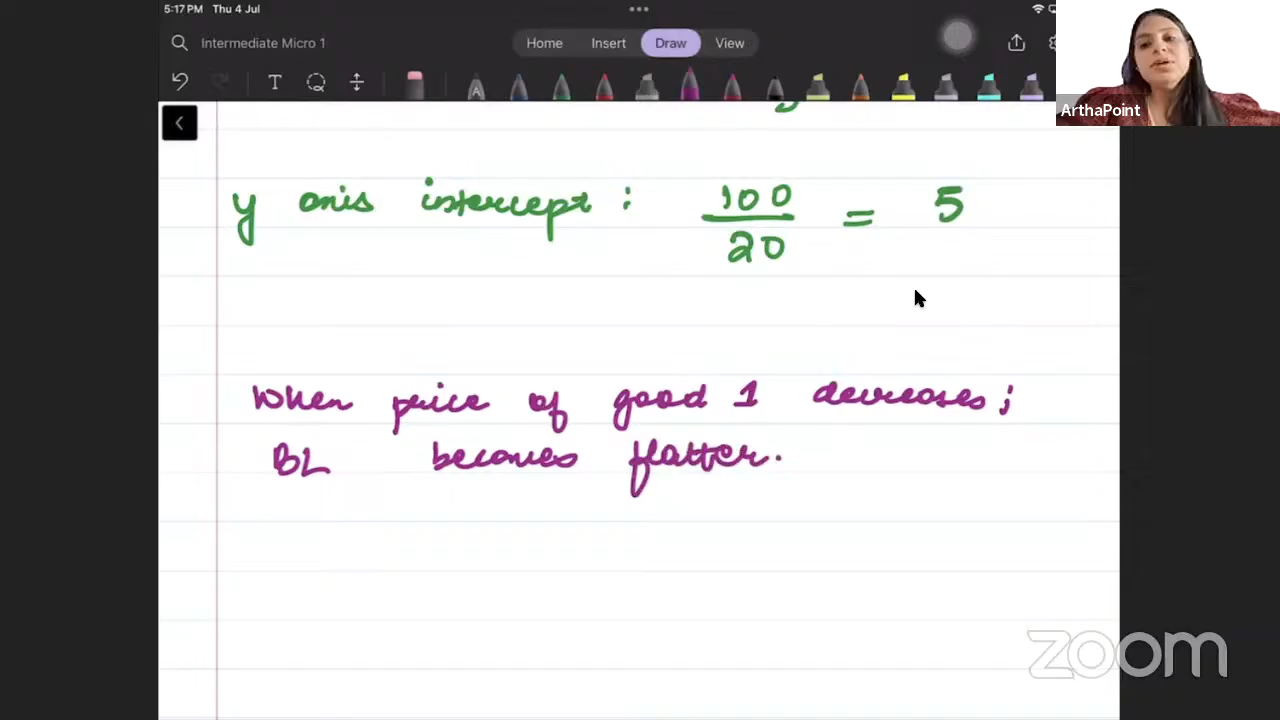 5:17 PM Thu 4 Jul
Intermediate Micro 1
Home Insert Draw View
ArthaPoint
y axis intercept : 100/20 = 5
When price of good 1 decreases;
BL becomes flatter.
zoom